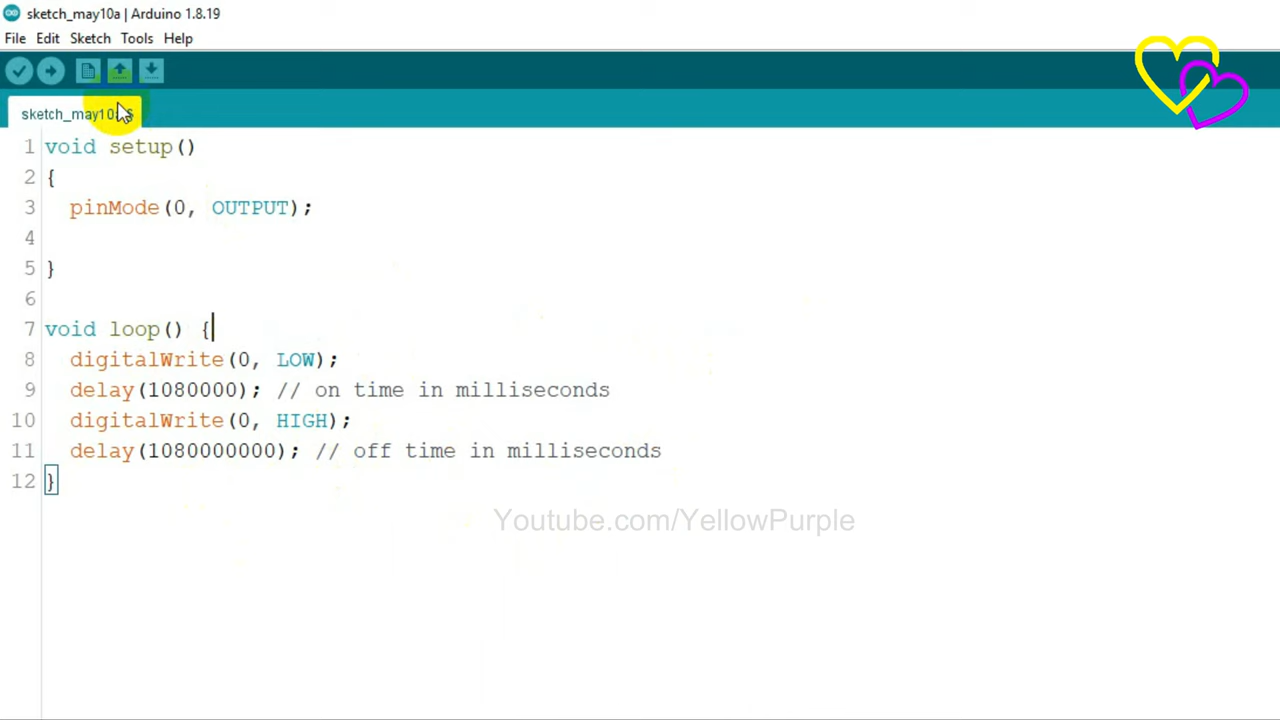 sketch_may10a | Arduino 1.8.19
File Edit Sketch Tools Help
sketch_may10a §
1 void setup()
2 {
3 pinMode(0, OUTPUT);
4
5 }
6
7 void loop() {
8 digitalWrite(0, LOW);
9 delay(1080000); // on time in milliseconds
10 digitalWrite(0, HIGH);
11 delay(1080000000); // off time in milliseconds
12 }
Youtube.com/YellowPurple